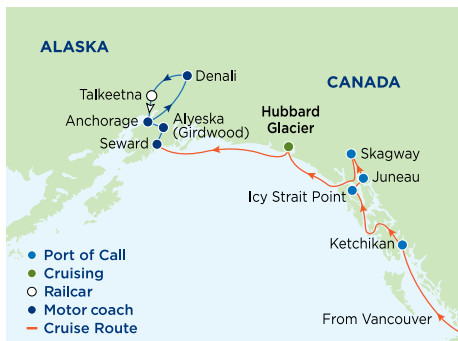 ALASKA
CANADA
Denali
Talkeetna
Anchorage
Alyeska
(Girdwood)
Seward
Hubbard
Glacier
Skagway
Juneau
Icy Strait Point
Ketchikan
From Vancouver
Port of Call
Cruising
Railcar
Motor coach
Cruise Route